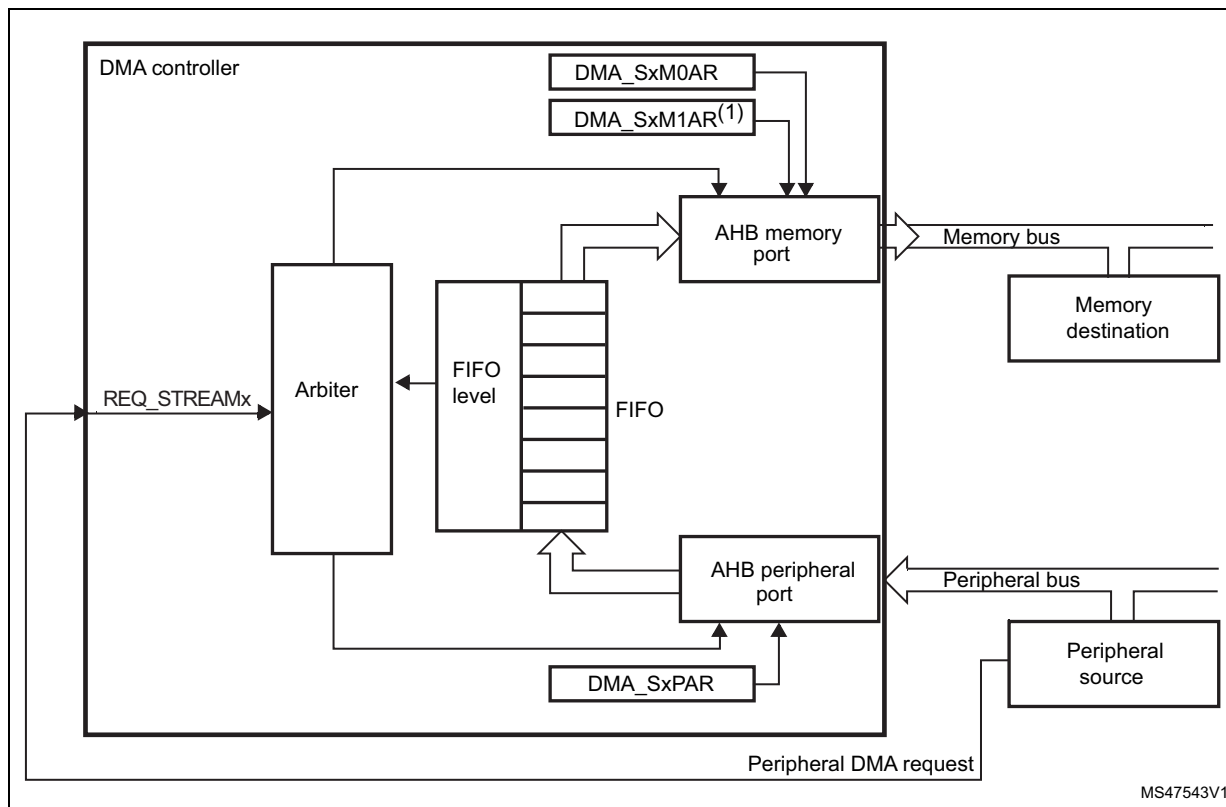 DMA controller
DMA_SxM0AR
DMA_SxM1AR(1)
AHB memory
port
Memory bus
Memory
destination
Arbiter
FIFO
level
FIFO
REQ_STREAMx
AHB peripheral
port
Peripheral bus
Peripheral
source
DMA_SxPAR
Peripheral DMA request
MS47543V1